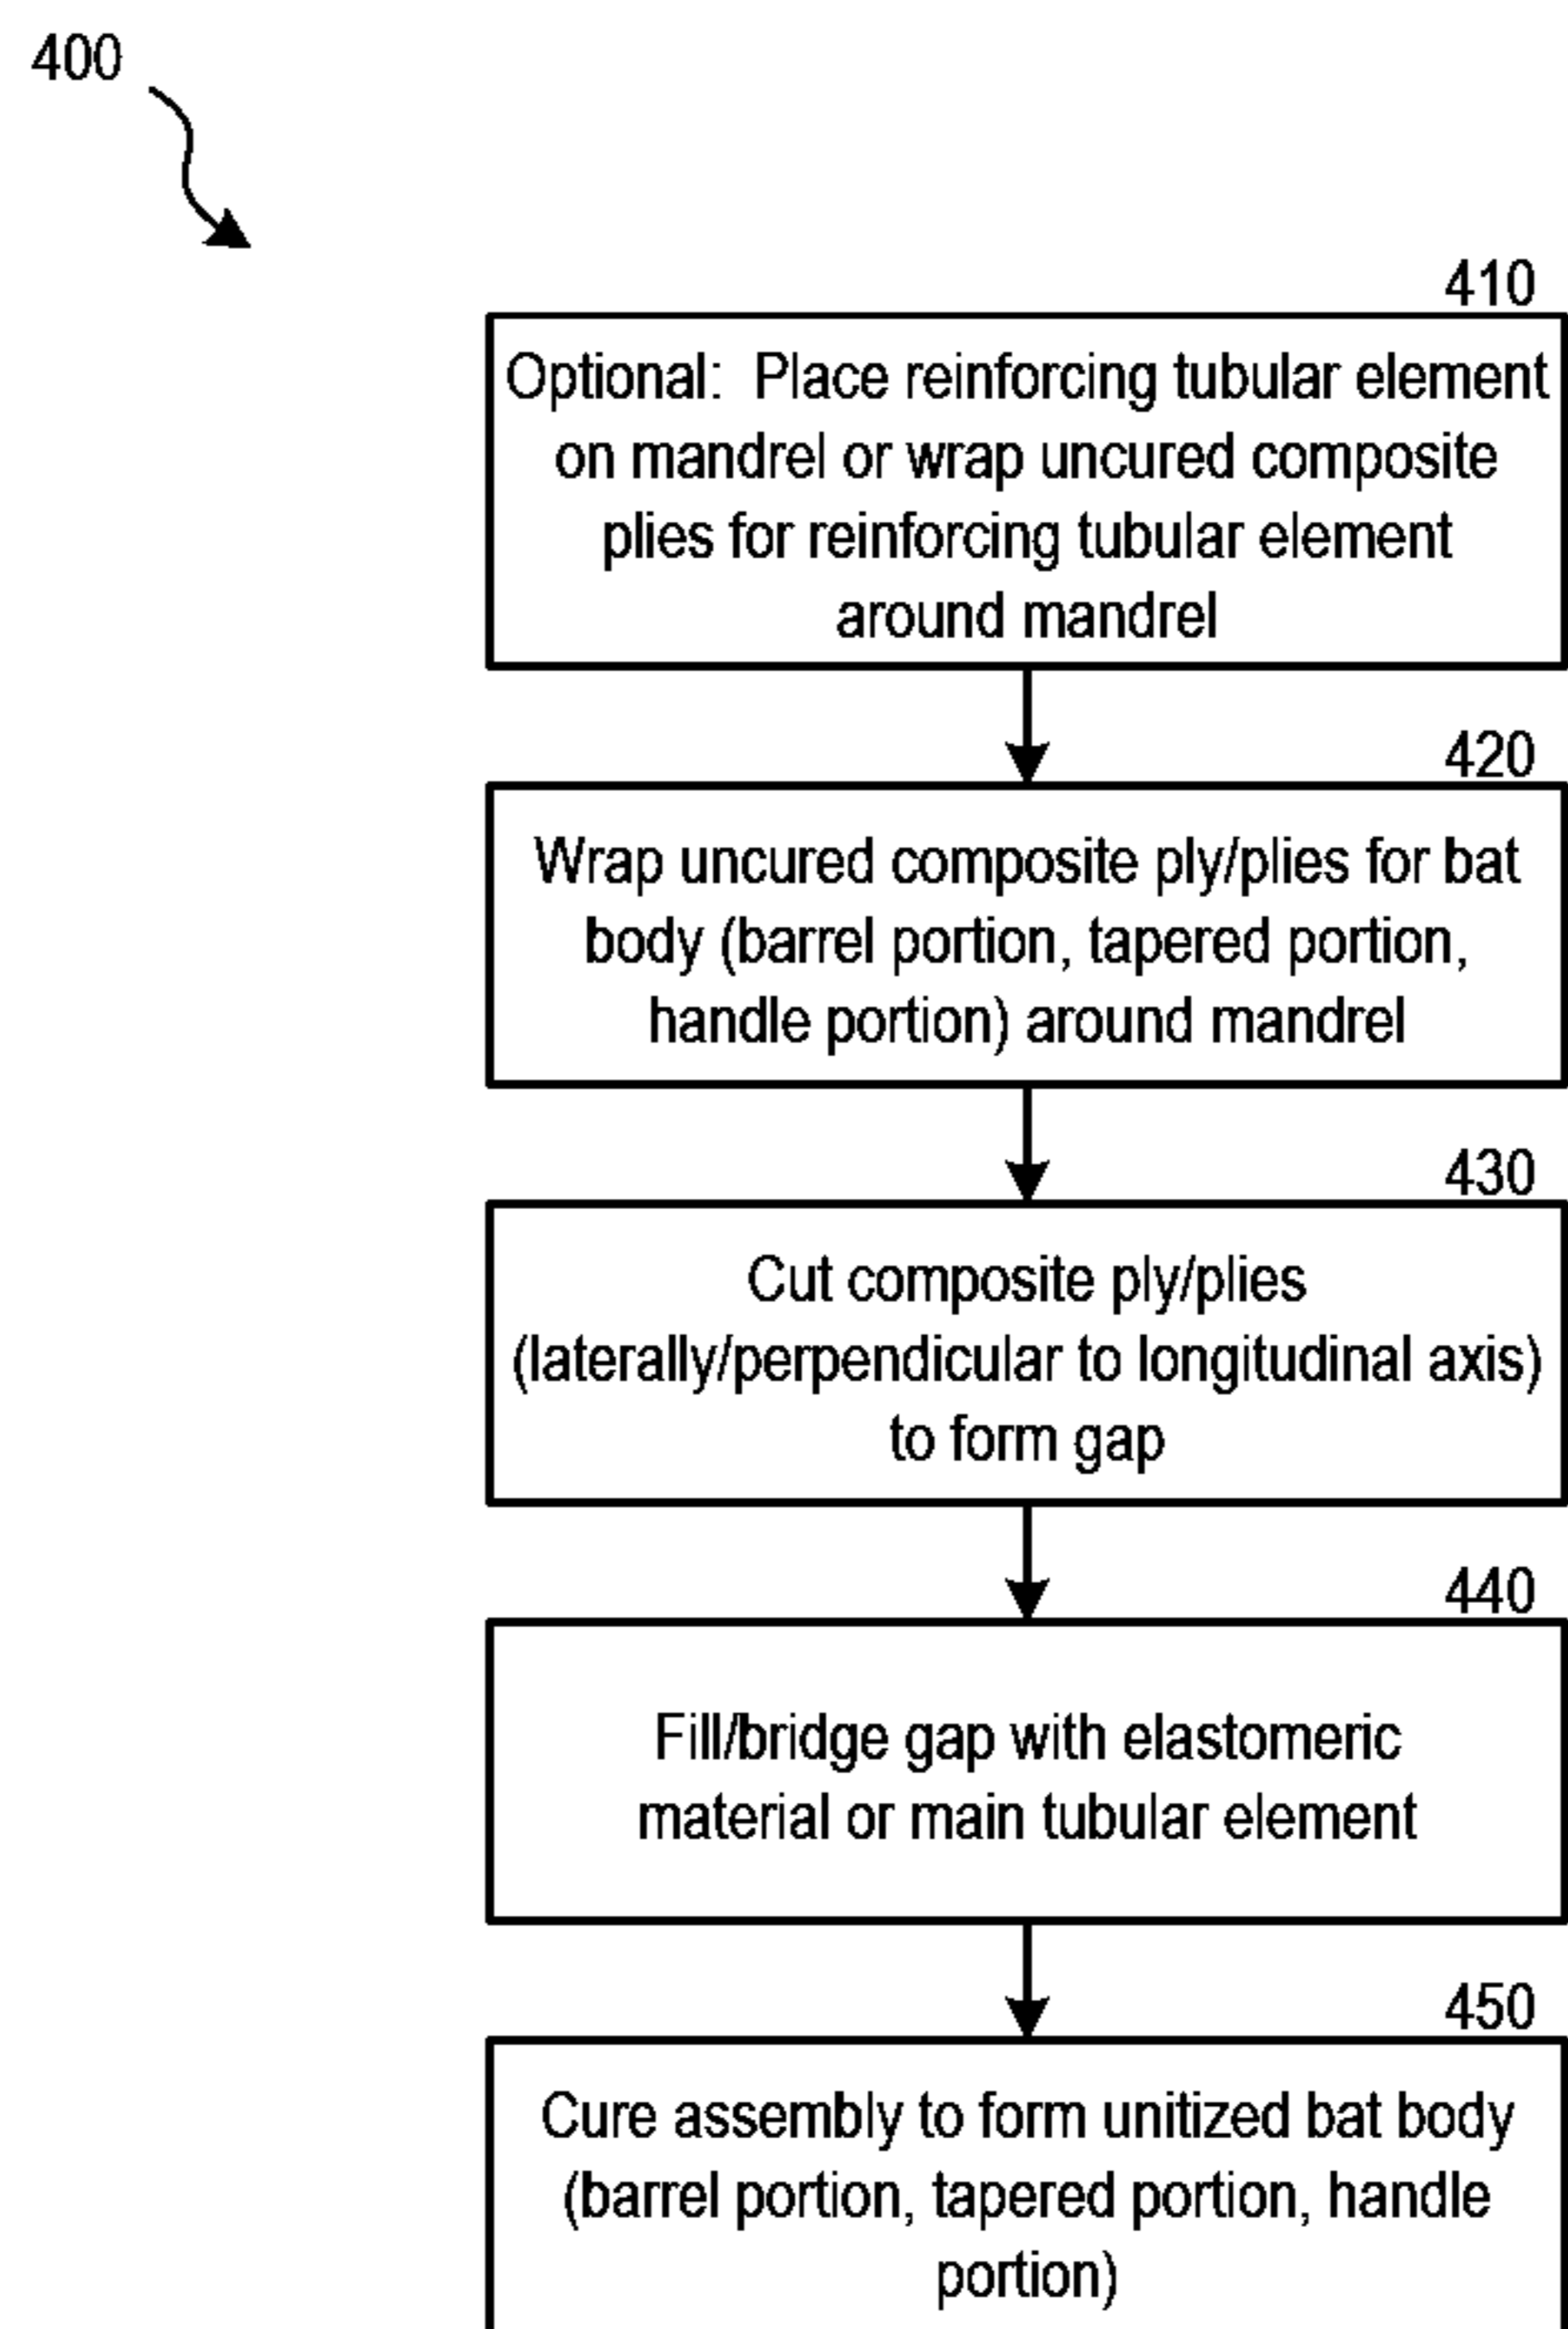 400
410
Optional: Place reinforcing tubular element
on mandrel or wrap uncured composite
plies for reinforcing tubular element
around mandrel
420
Wrap uncured composite ply/plies for bat
body (barrel portion, tapered portion,
handle portion) around mandrel
430
Cut composite ply/plies
(laterally/perpendicular to longitudinal axis)
to form gap
440
Fill/bridge gap with elastomeric
material or main tubular element
450
Cure assembly to form unitized bat body
(barrel portion, tapered portion, handle
portion)